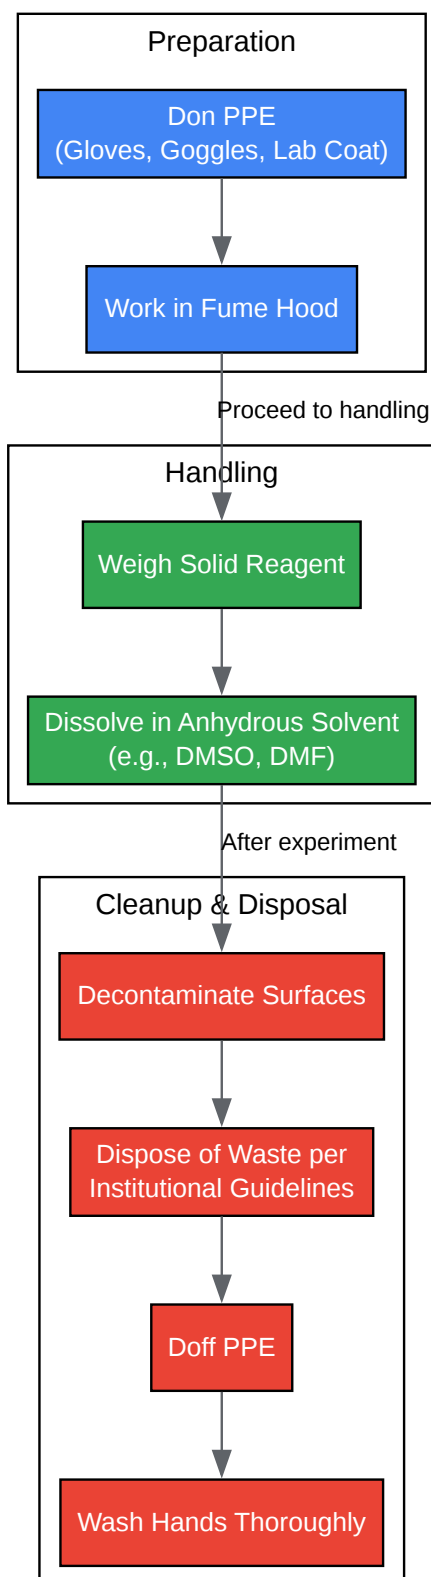 Preparation
Don PPE
(Gloves, Goggles, Lab Coat)
Work in Fume Hood
Proceed to handling
Handling
Weigh Solid Reagent
Dissolve in Anhydrous Solvent
(e.g., DMSO, DMF)
After experiment
Cleanup & Disposal
Decontaminate Surfaces
Dispose of Waste per
Institutional Guidelines
Doff PPE
Wash Hands Thoroughly